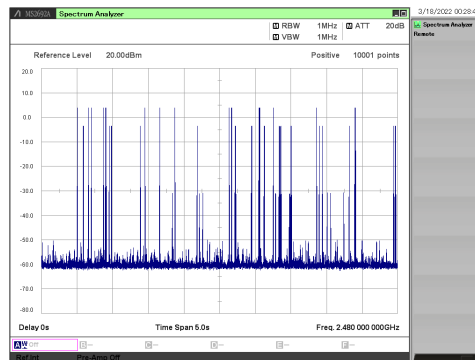 MS2692A Spectrum Analyzer
3/18/2022 00:28:4
RBW 1MHz ATT 20dB
VBW 1MHz
Spectrum Analyzer
Remote
Reference Level 20.00dBm Positive 10001 points
20.0
10.0
0.0
-10.0
-20.0
-30.0
-40.0
-50.0
-60.0
-70.0
-80.0
Delay 0s Time Span 5.0s Freq. 2.480 000 000GHz
Off
Ref.Int Pre-Amp Off